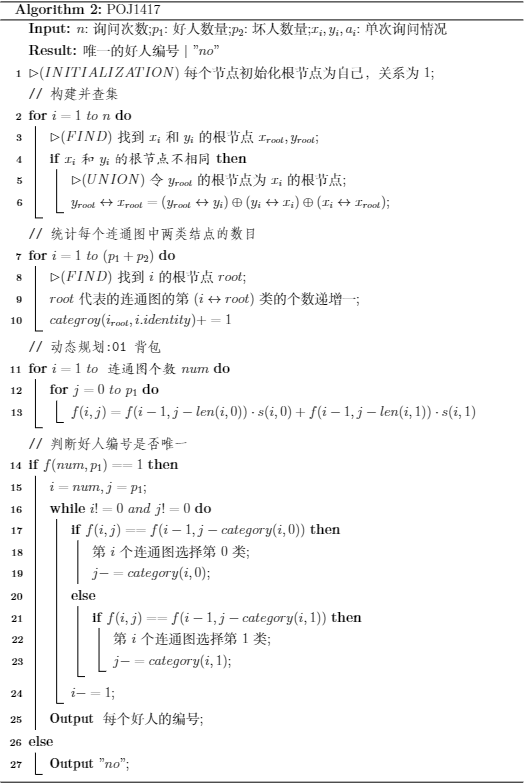 Algorithm 2: POJ1417
Input: n: 询问次数;p₁: 好人数量;p₂: 坏人数量;xᵢ, yᵢ, aᵢ: 单次询问情况
Result: 唯一的好人编号 | "no"
1 ▷(INITIALIZATION) 每个节点初始化根节点为自己，关系为 1;
// 构建并查集
2 for i = 1 to n do
3 ▷(FIND) 找到 xᵢ 和 yᵢ 的根节点 x_root, y_root;
4 if xᵢ 和 yᵢ 的根节点不相同 then
5 ▷(UNION) 令 y_root 的根节点为 xᵢ 的根节点;
6 y_root ↔ x_root = (y_root ↔ yᵢ) ⊕ (yᵢ ↔ xᵢ) ⊕ (xᵢ ↔ x_root);
// 统计每个连通图中两类结点的数目
7 for i = 1 to (p₁ + p₂) do
8 ▷(FIND) 找到 i 的根节点 root;
9 root 代表的连通图的第 (i ↔ root) 类的个数递增一;
10 categroy(i_root, i.identity)+ = 1
// 动态规划:01 背包
11 for i = 1 to 连通图个数 num do
12 for j = 0 to p₁ do
13 f(i, j) = f(i − 1, j − len(i, 0)) · s(i, 0) + f(i − 1, j − len(i, 1)) · s(i, 1)
// 判断好人编号是否唯一
14 if f(num, p₁) == 1 then
15 i = num, j = p₁;
16 while i! = 0 and j! = 0 do
17 if f(i, j) == f(i − 1, j − category(i, 0)) then
18 第 i 个连通图选择第 0 类;
19 j− = category(i, 0);
20 else
21 if f(i, j) == f(i − 1, j − category(i, 1)) then
22 第 i 个连通图选择第 1 类;
23 j− = category(i, 1);
24 i− = 1;
25 Output 每个好人的编号;
26 else
27 Output "no";